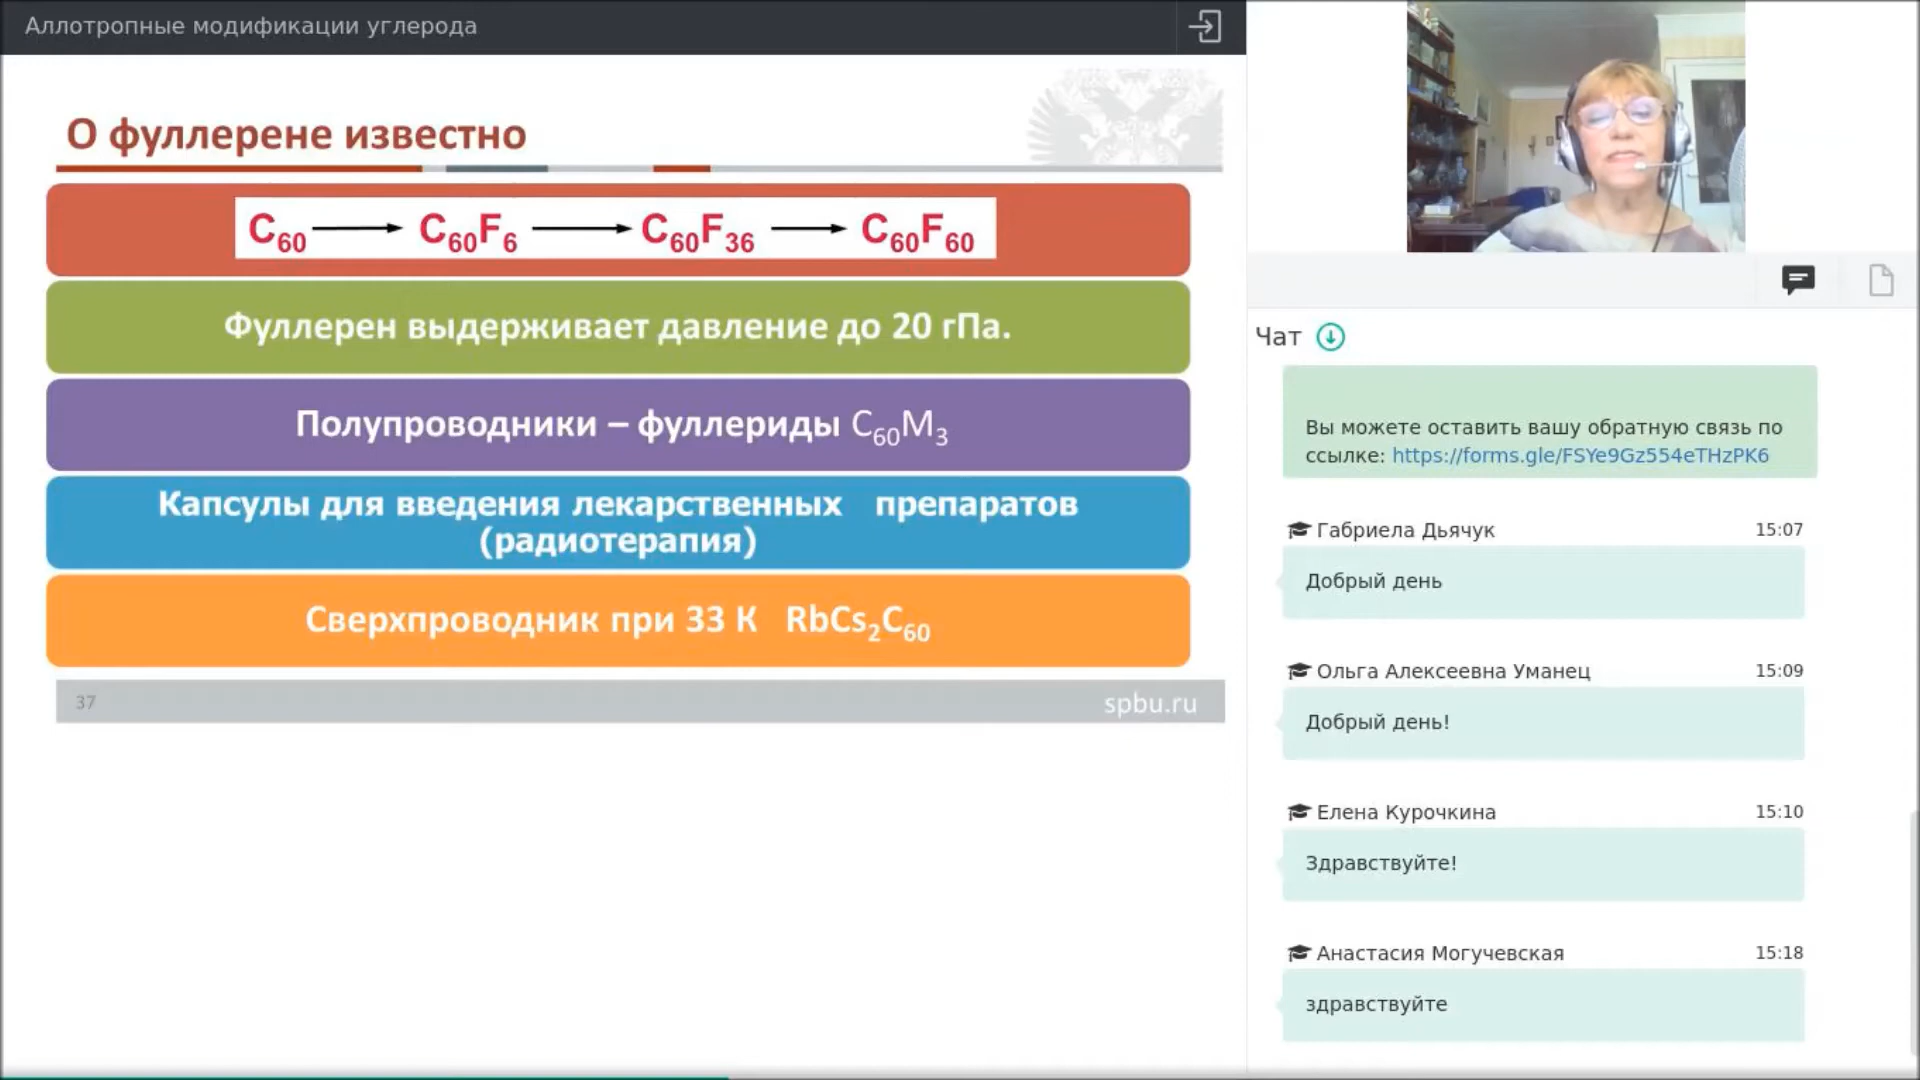 Аллотропные модификации углерода
О фуллерене известно
C₆₀ → C₆₀F₆ → C₆₀F₃₆ → C₆₀F₆₀
Фуллерен выдерживает давление до 20 гПа.
Полупроводники – фуллериды C₆₀M₃
Капсулы для введения лекарственных препаратов
(радиотерапия)
Сверхпроводник при 33 К RbCs₂C₆₀
37
spbu.ru
Чат
Вы можете оставить вашу обратную связь по
ссылке: https://forms.gle/FSYe9Gz554eTHzPK6
Габриела Дьячук 15:07
Добрый день
Ольга Алексеевна Уманец 15:09
Добрый день!
Елена Курочкина 15:10
Здравствуйте!
Анастасия Могучевская 15:18
здравствуйте